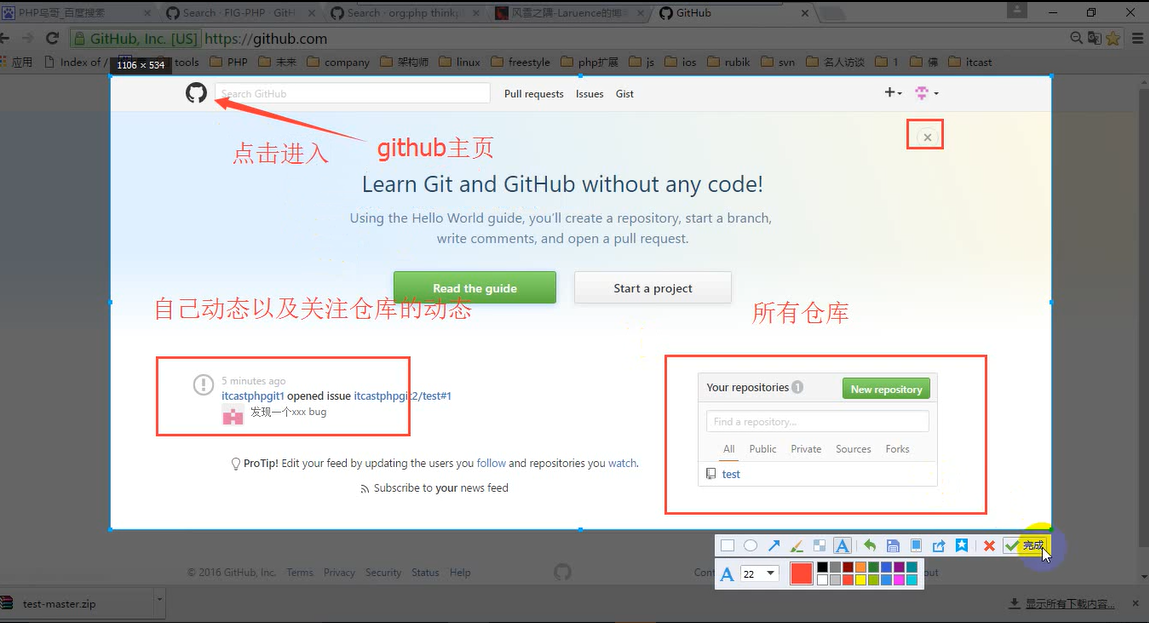 PHP鸟哥_百度搜索
Search · FIG-PHP · GitH
Search · org:php think
风雪之隅-Laruence的
GitHub
GitHub, Inc. [US] https://github.com
应用
Index of /
tools
PHP
未来
company
架构师
linux
freestyle
php扩展
js
ios
rubik
svn
名人访谈
1
佛
itcast
1106 × 534
Search GitHub
Pull requests
Issues
Gist
点击进入
github主页
Learn Git and GitHub without any code!
Using the Hello World guide, you'll create a repository, start a branch,
write comments, and open a pull request.
Read the guide
Start a project
自己动态以及关注仓库的动态
所有仓库
5 minutes ago
itcastphpgit1 opened issue itcastphpgit2/test#1
发现一个xxx bug
Your repositories 1
New repository
Find a repository...
All
Public
Private
Sources
Forks
test
ProTip! Edit your feed by updating the users you follow and repositories you watch.
Subscribe to your news feed
完成
A 22
© 2016 GitHub, Inc.
Terms
Privacy
Security
Status
Help
Cont
out
test-master.zip
显示所有下载内容...